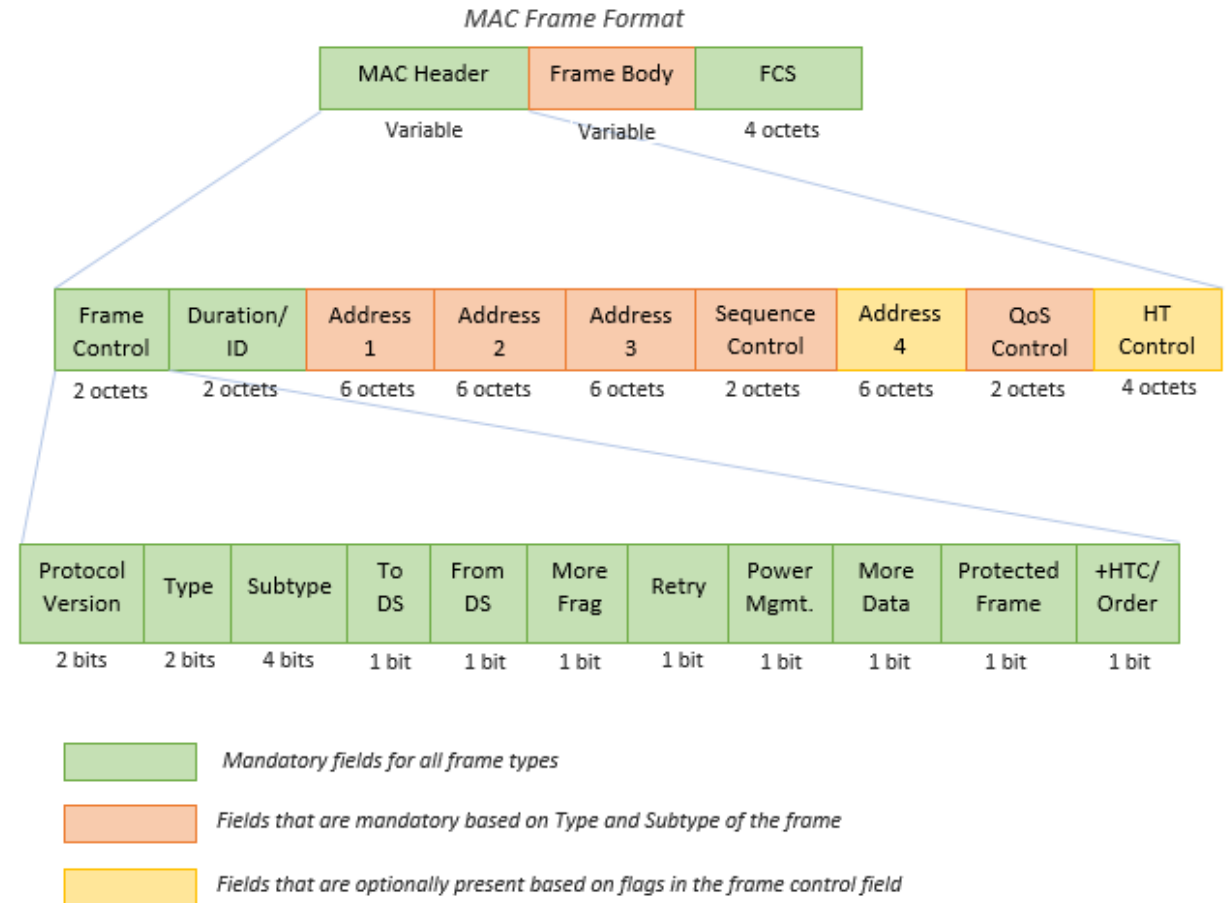 MAC Frame Format
MAC Header Frame Body FCS
Variable Variable 4 octets
Frame Duration/ Address Address Address Sequence Address QoS HT
Control ID 1 2 3 Control 4 Control Control
2 octets 2 octets 6 octets 6 octets 6 octets 2 octets 6 octets 2 octets 4 octets
Protocol Type Subtype To From More Retry Power More Protected +HTC/
Version DS DS Frag Mgmt. Data Frame Order
2 bits 2 bits 4 bits 1 bit 1 bit 1 bit 1 bit 1 bit 1 bit 1 bit 1 bit
Mandatory fields for all frame types
Fields that are mandatory based on Type and Subtype of the frame
Fields that are optionally present based on flags in the frame control field